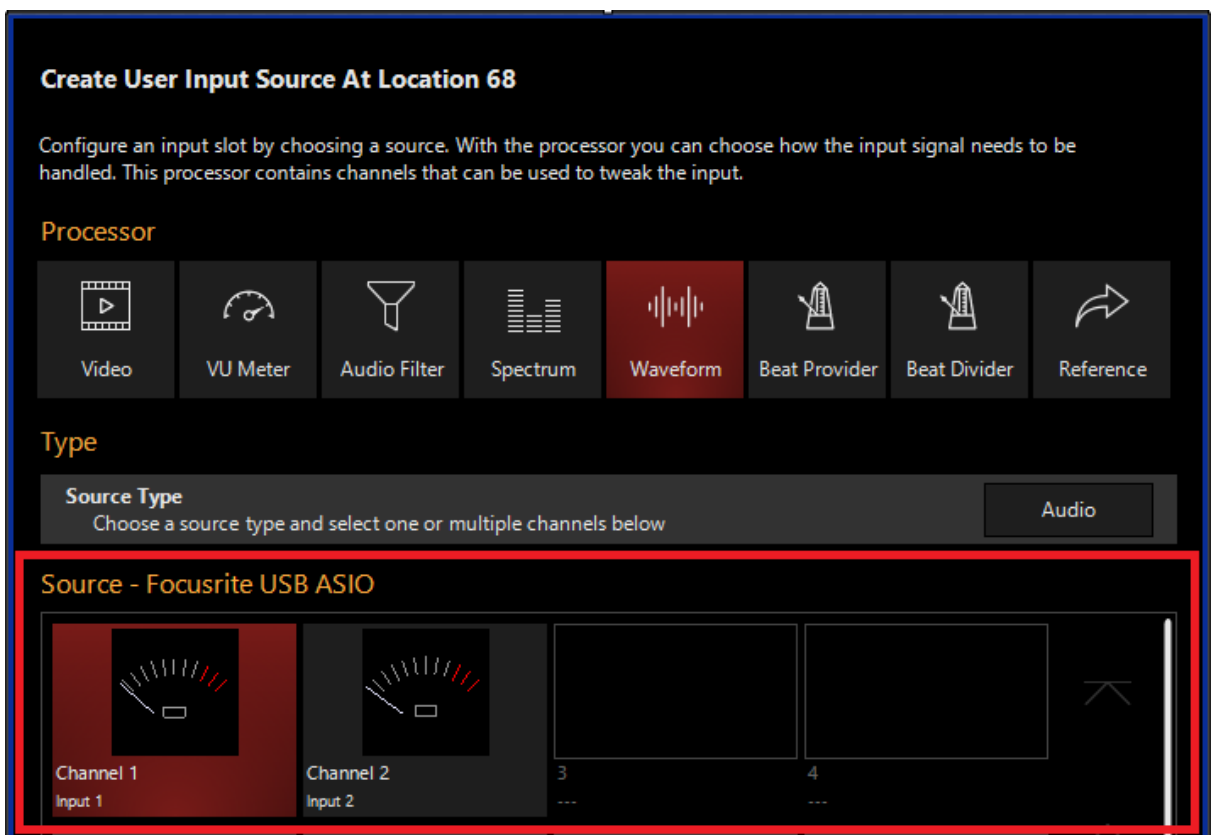 Create User Input Source At Location 68
Configure an input slot by choosing a source. With the processor you can choose how the input signal needs to be
handled. This processor contains channels that can be used to tweak the input.
Processor
Video VU Meter Audio Filter Spectrum Waveform Beat Provider Beat Divider Reference
Type
Source Type
Choose a source type and select one or multiple channels below
Audio
Source - Focusrite USB ASIO
Channel 1 Channel 2 3 4
Input 1 Input 2 --- ---